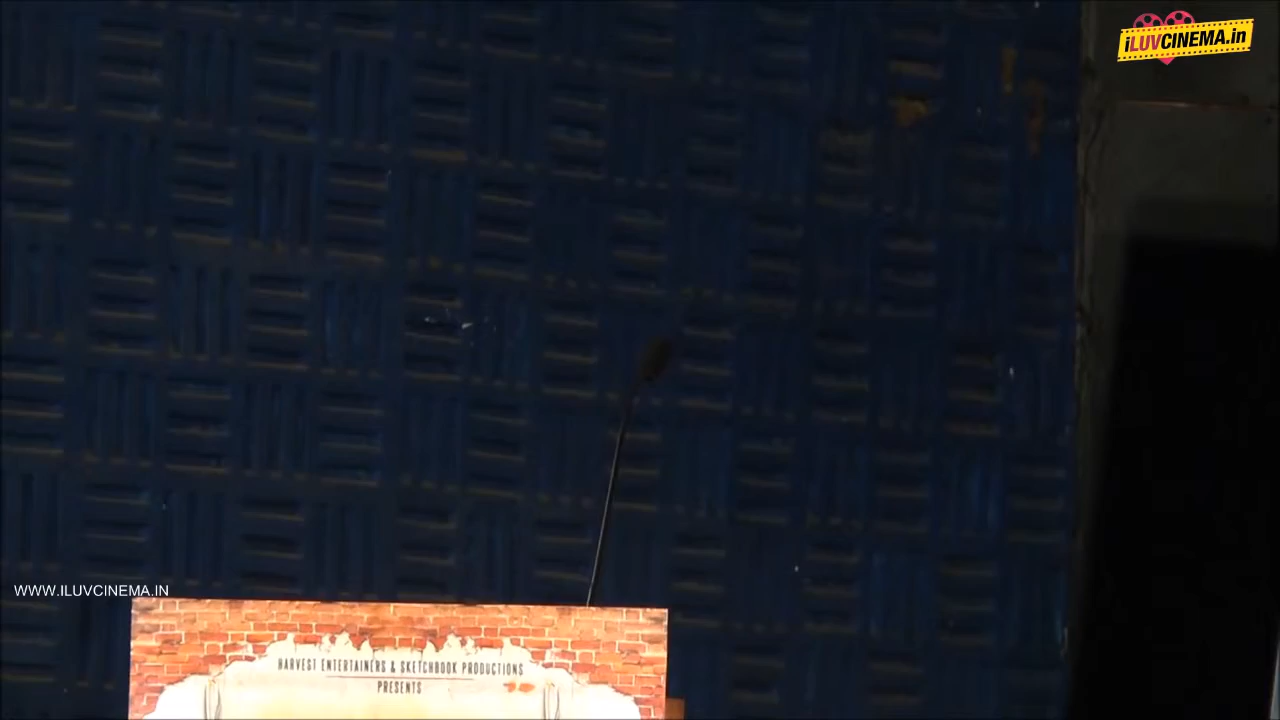 iLUVCINEMA.in
WWW.ILUVCINEMA.IN
HARVEST ENTERTAINERS & SKETCHBOOK PRODUCTIONS
PRESENTS